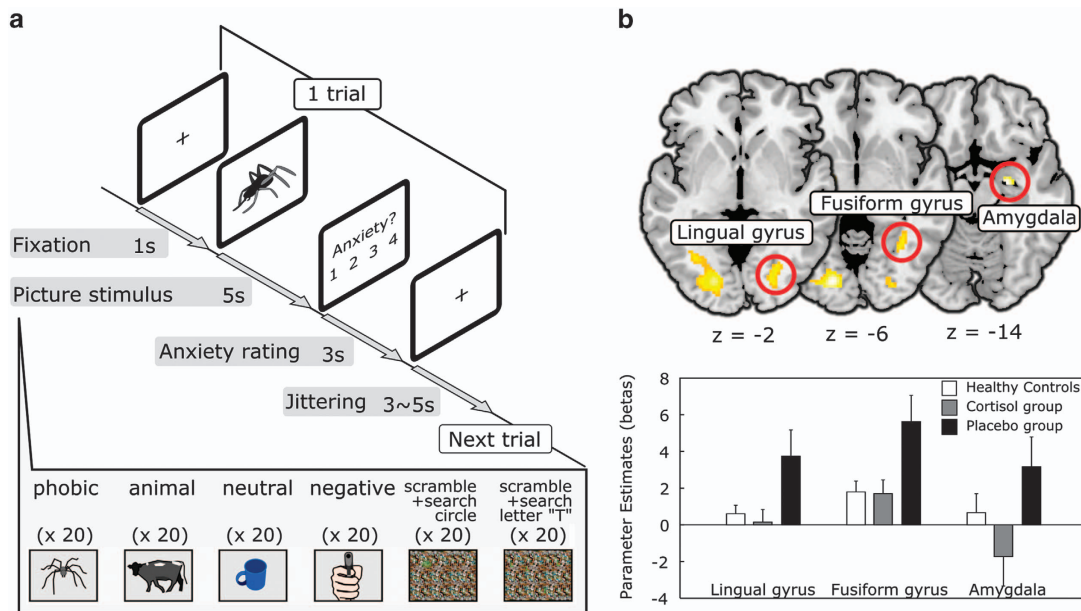 a
1 trial
Anxiety?
1 2 3 4
Fixation 1s
Picture stimulus 5s
Anxiety rating 3s
Jittering 3~5s
Next trial
phobic
(x 20)
animal
(x 20)
neutral
(x 20)
negative
(x 20)
scramble
+search
circle
(x 20)
scramble
+search
letter "T"
(x 20)
b
Lingual gyrus
Fusiform gyrus
Amygdala
z = -2
z = -6
z = -14
Parameter Estimates (betas)
8
6
4
2
0
-2
-4
Healthy Controls
Cortisol group
Placebo group
Lingual gyrus
Fusiform gyrus
Amygdala